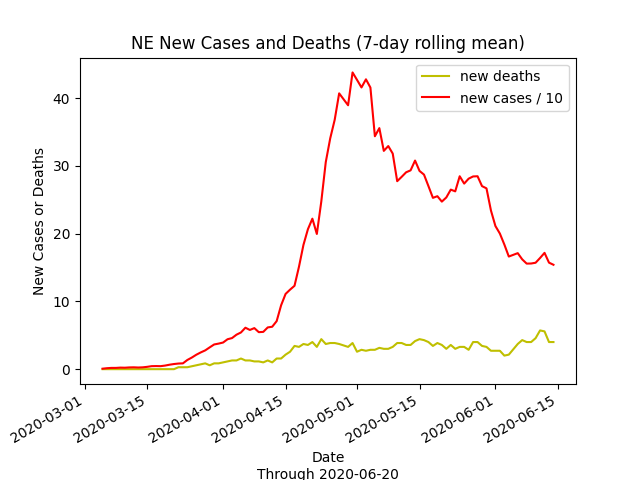 NE New Cases and Deaths (7-day rolling mean)
new deaths
new cases / 10
New Cases or Deaths
40
30
20
10
0
2020-03-01
2020-03-15
2020-04-01
2020-04-15
2020-05-01
2020-05-15
2020-06-01
2020-06-15
Date
Through 2020-06-20